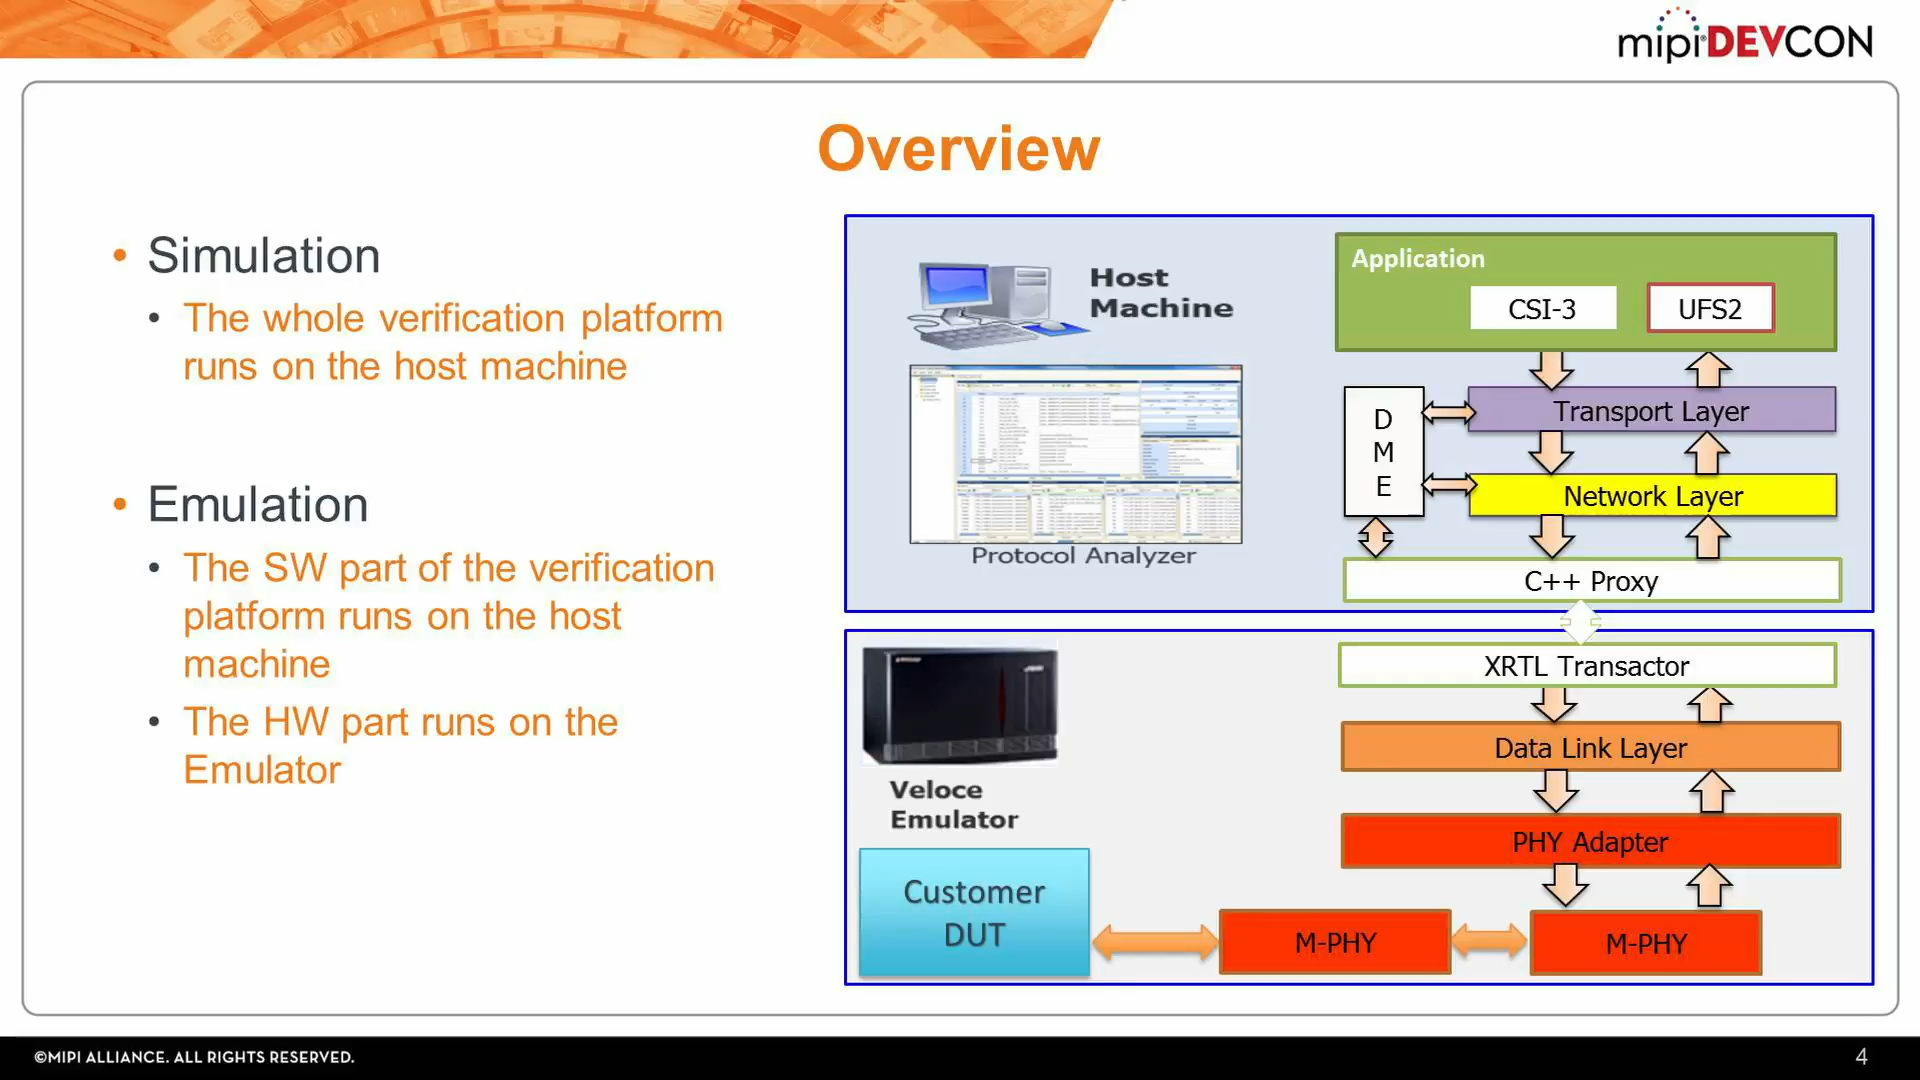 mipi DEVCON
Overview
• Simulation
• The whole verification platform
runs on the host machine
• Emulation
• The SW part of the verification
platform runs on the host
machine
• The HW part runs on the
Emulator
Host
Machine
Protocol Analyzer
Application
CSI-3
UFS2
D
M
E
Transport Layer
Network Layer
C++ Proxy
XRTL Transactor
Data Link Layer
PHY Adapter
M-PHY
M-PHY
Veloce
Emulator
Customer
DUT
©MIPI ALLIANCE. ALL RIGHTS RESERVED.
4